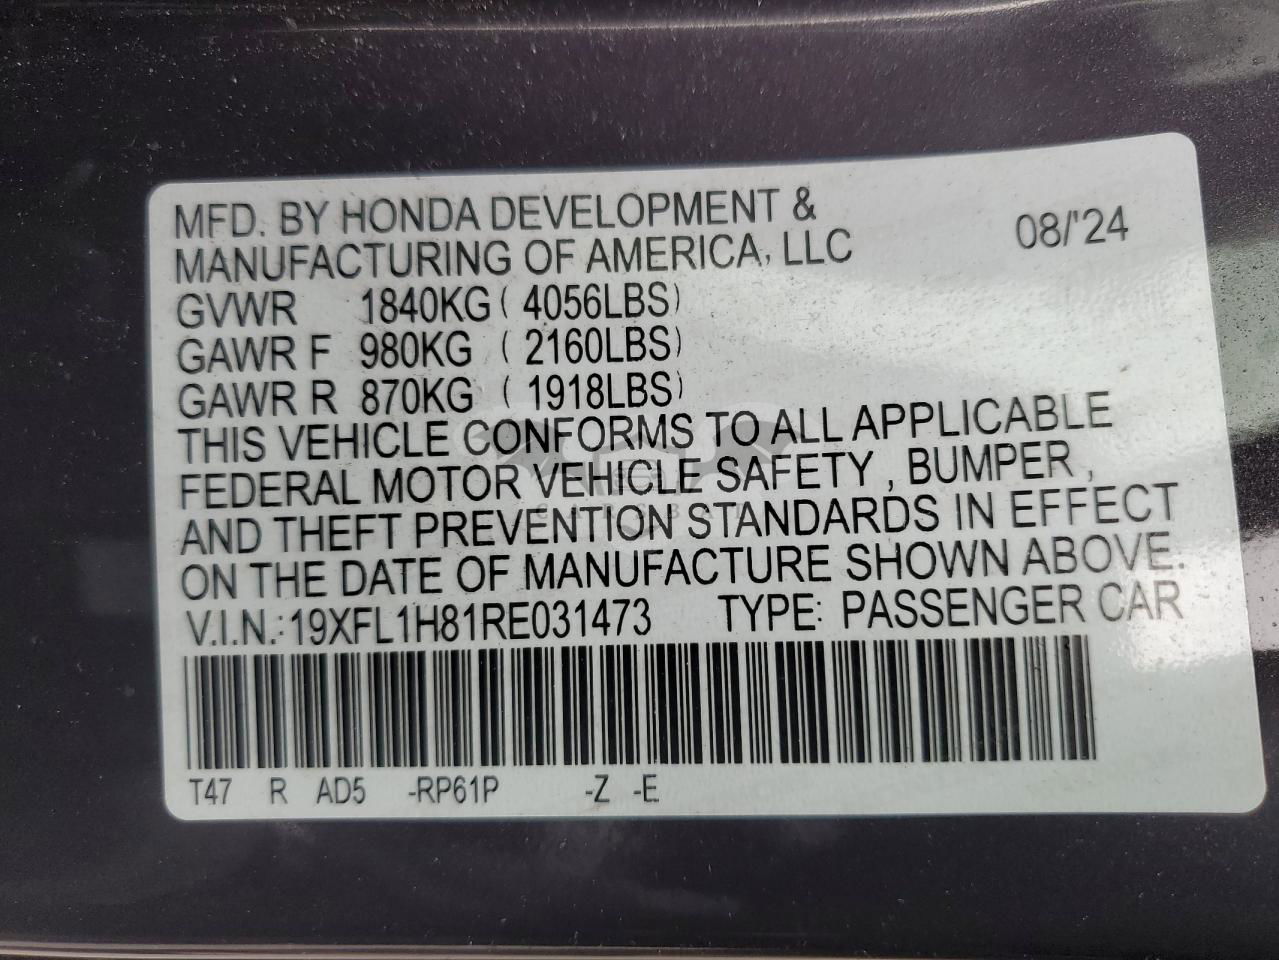 MFD. BY HONDA DEVELOPMENT &
MANUFACTURING OF AMERICA, LLC 08/'24
GVWR 1840KG ( 4056LBS)
GAWR F 980KG ( 2160LBS)
GAWR R 870KG ( 1918LBS)
THIS VEHICLE CONFORMS TO ALL APPLICABLE
FEDERAL MOTOR VEHICLE SAFETY , BUMPER ,
AND THEFT PREVENTION STANDARDS IN EFFECT
ON THE DATE OF MANUFACTURE SHOWN ABOVE.
V.I.N.: 19XFL1H81RE031473 TYPE: PASSENGER CAR
T47 R AD5 -RP61P -Z -E